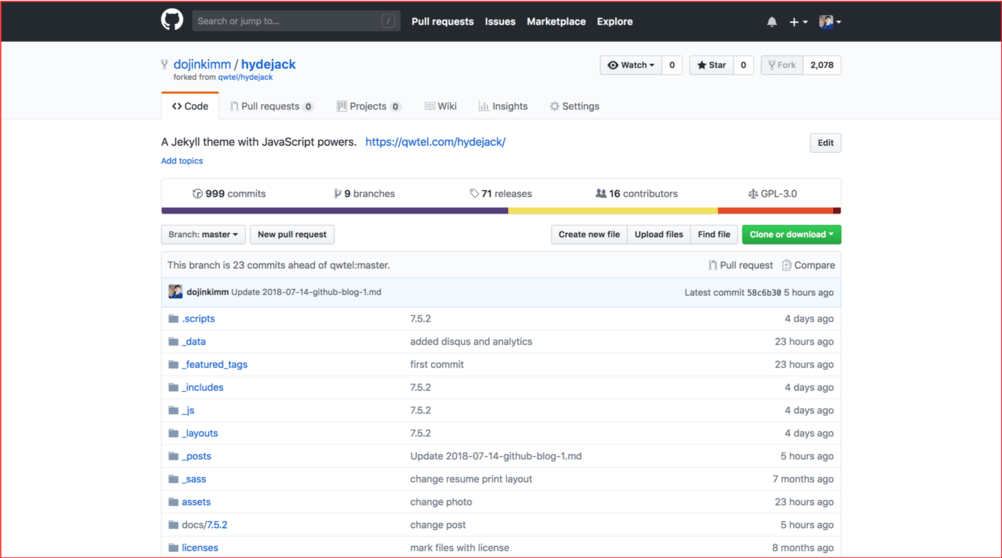 Search or jump to... / Pull requests Issues Marketplace Explore
dojinkimm / hydejack Watch 0 Star 0 Fork 2,078
forked from qwtel/hydejack
Code Pull requests 0 Projects 0 Wiki Insights Settings
A Jekyll theme with JavaScript powers. https://qwtel.com/hydejack/ Edit
Add topics
999 commits 9 branches 71 releases 16 contributors GPL-3.0
Branch: master New pull request Create new file Upload files Find file Clone or download
This branch is 23 commits ahead of qwtel:master. Pull request Compare
dojinkimm Update 2018-07-14-github-blog-1.md Latest commit 58c6b30 5 hours ago
.scripts 7.5.2 4 days ago
_data added disqus and analytics 23 hours ago
_featured_tags first commit 23 hours ago
_includes 7.5.2 4 days ago
_js 7.5.2 4 days ago
_layouts 7.5.2 4 days ago
_posts Update 2018-07-14-github-blog-1.md 5 hours ago
_sass change resume print layout 7 months ago
assets change photo 23 hours ago
docs/7.5.2 change post 5 hours ago
licenses mark files with license 8 months ago